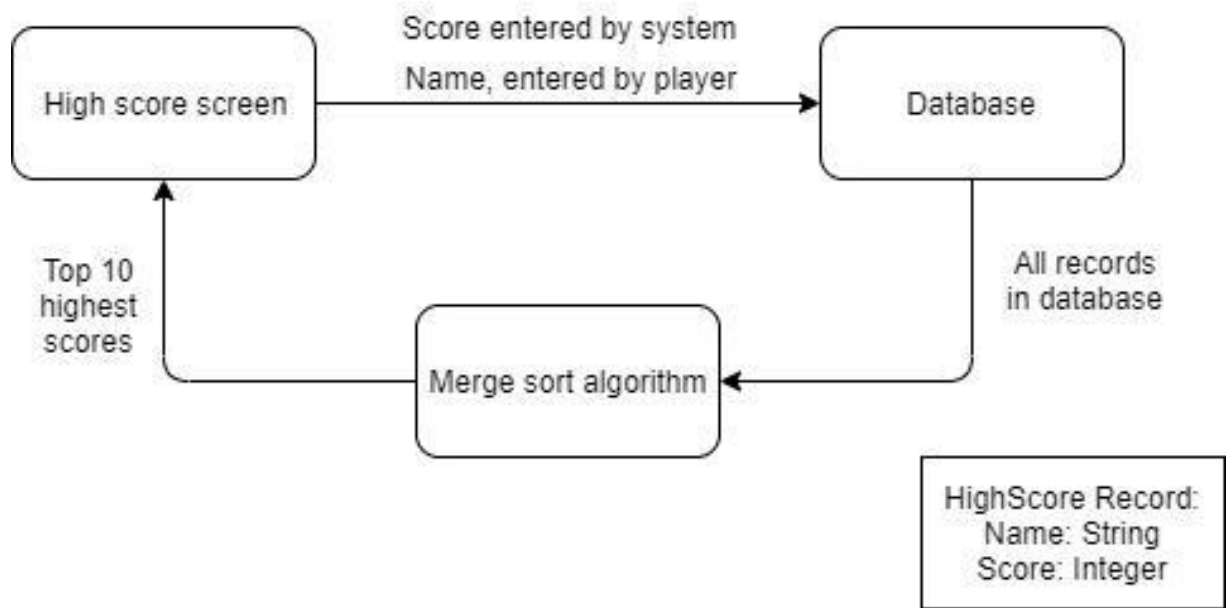 Score entered by system
Name, entered by player
High score screen
Database
Top 10
highest
scores
All records
in database
Merge sort algorithm
HighScore Record:
Name: String
Score: Integer